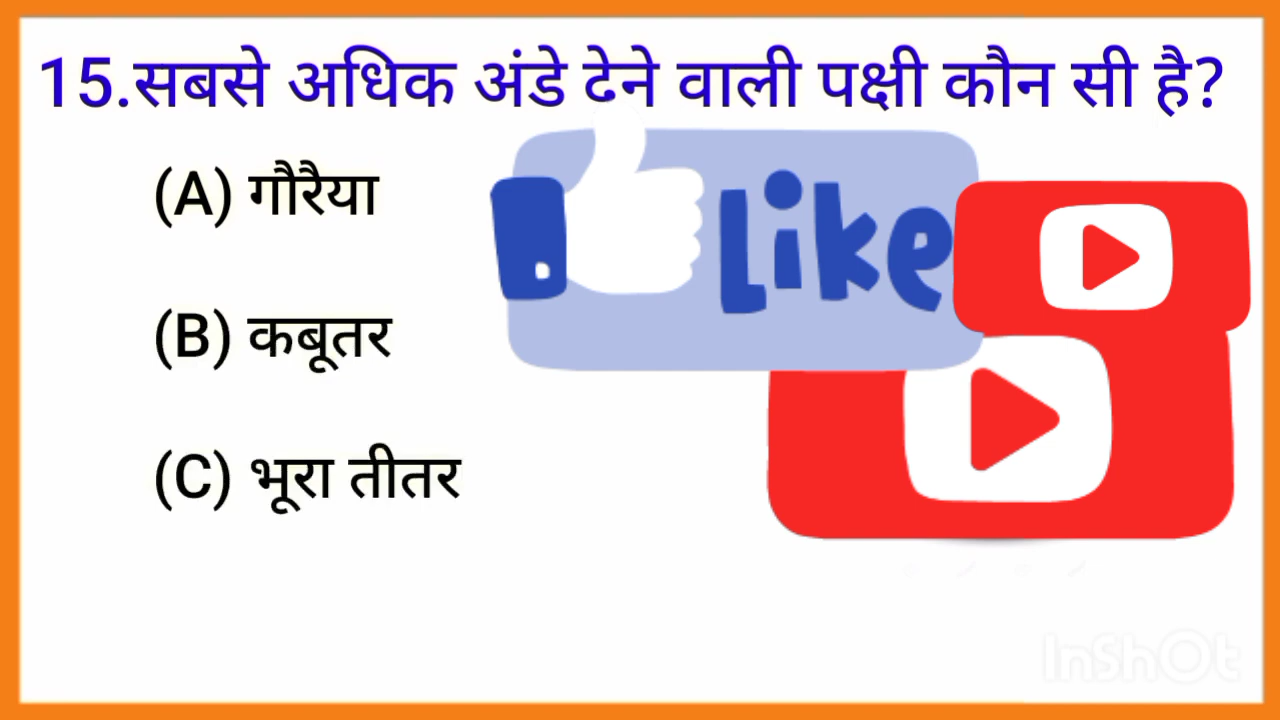 15.सबसे अधिक अंडे देने वाली पक्षी कौन सी है?
(A) गौरैया
Like
(B) कबूतर
(C) भूरा तीतर
InShOt